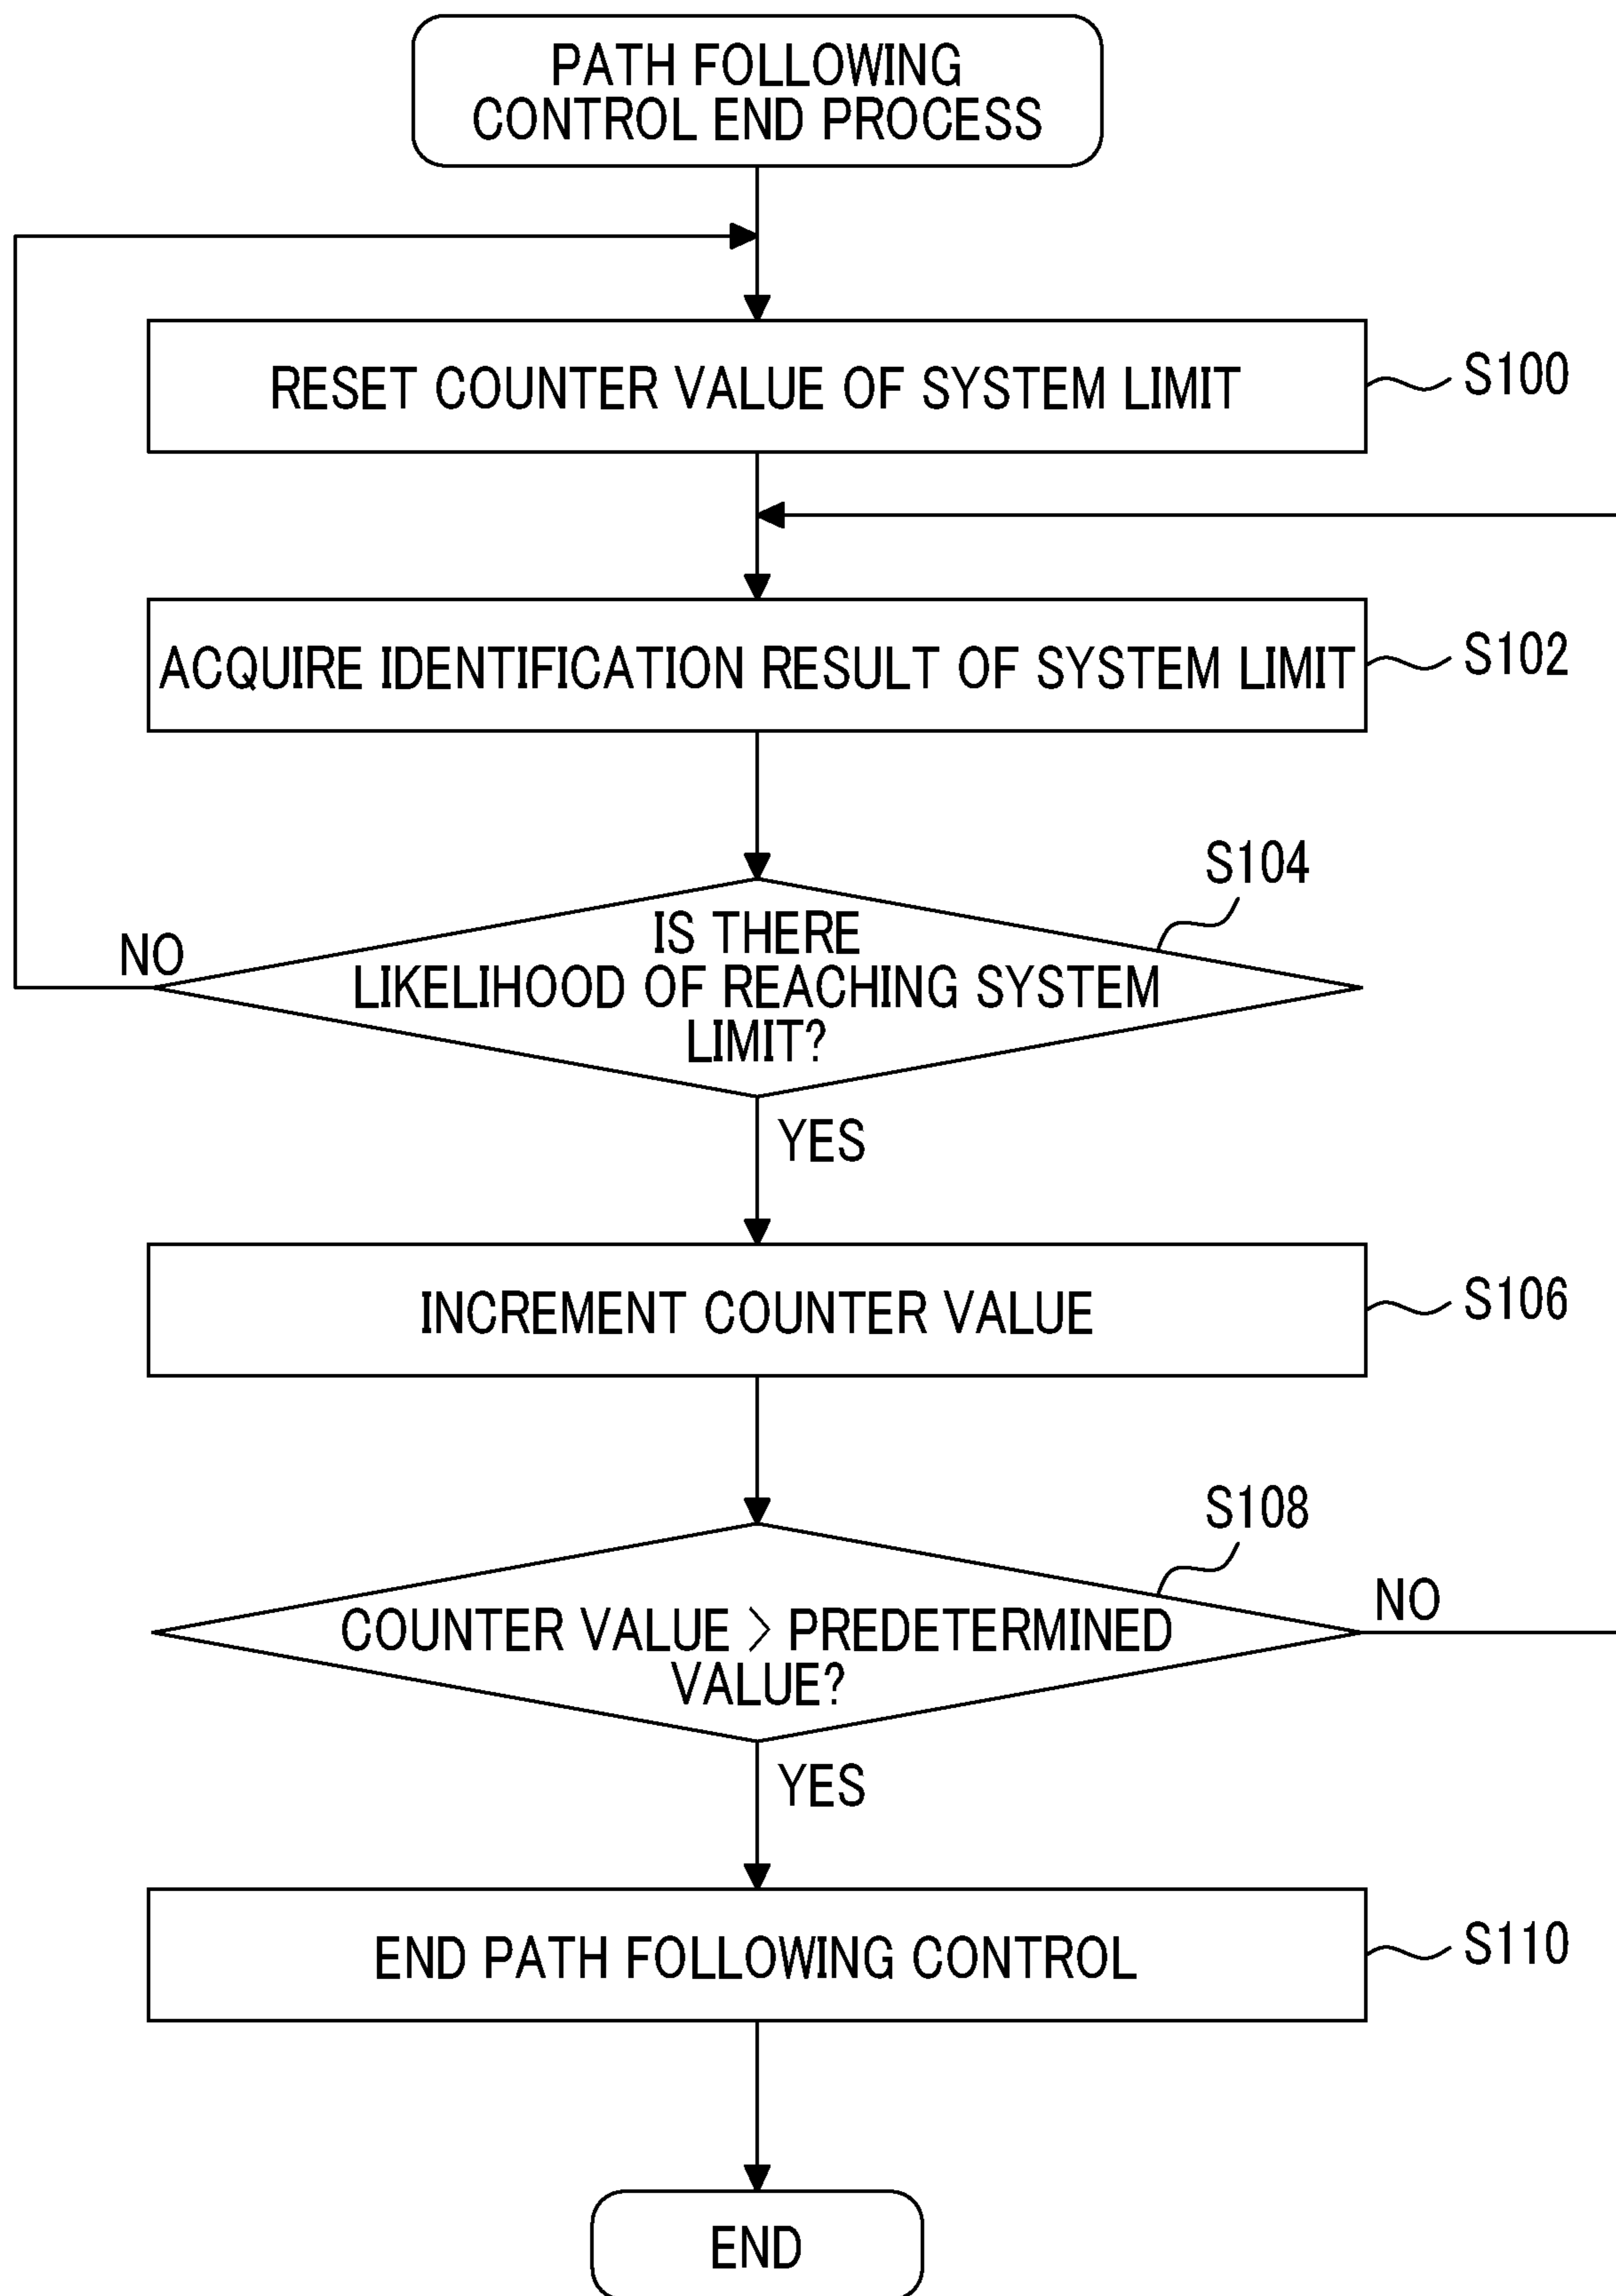 PATH FOLLOWING
CONTROL END PROCESS
RESET COUNTER VALUE OF SYSTEM LIMIT
S100
ACQUIRE IDENTIFICATION RESULT OF SYSTEM LIMIT
S102
S104
IS THERE
LIKELIHOOD OF REACHING SYSTEM
LIMIT?
NO
YES
INCREMENT COUNTER VALUE
S106
S108
COUNTER VALUE > PREDETERMINED
VALUE?
NO
YES
END PATH FOLLOWING CONTROL
S110
END